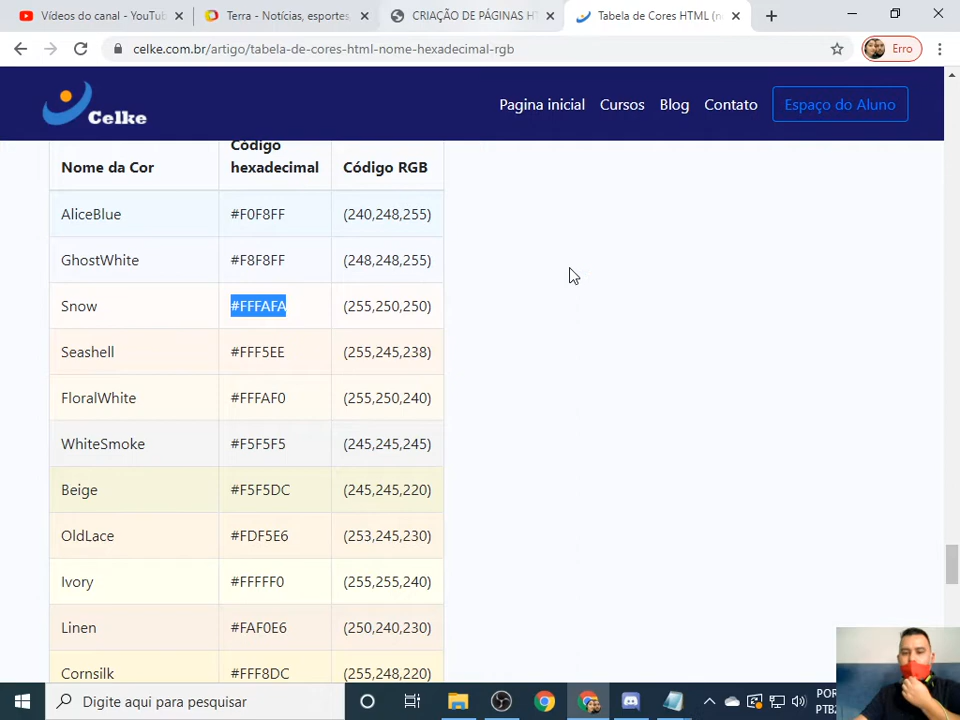 Vídeos do canal - YouTub
Terra - Notícias, esportes
CRIAÇÃO DE PÁGINAS HT
Tabela de Cores HTML (n
celke.com.br/artigo/tabela-de-cores-html-nome-hexadecimal-rgb
Erro
Celke
Pagina inicial
Cursos
Blog
Contato
Espaço do Aluno
Nome da Cor
Código
hexadecimal
Código RGB
AliceBlue #F0F8FF (240,248,255)
GhostWhite #F8F8FF (248,248,255)
Snow #FFFAFA (255,250,250)
Seashell #FFF5EE (255,245,238)
FloralWhite #FFFAF0 (255,250,240)
WhiteSmoke #F5F5F5 (245,245,245)
Beige #F5F5DC (245,245,220)
OldLace #FDF5E6 (253,245,230)
Ivory #FFFFF0 (255,255,240)
Linen #FAF0E6 (250,240,230)
Cornsilk #FFF8DC (255,248,220)
Digite aqui para pesquisar
POR
PTB2